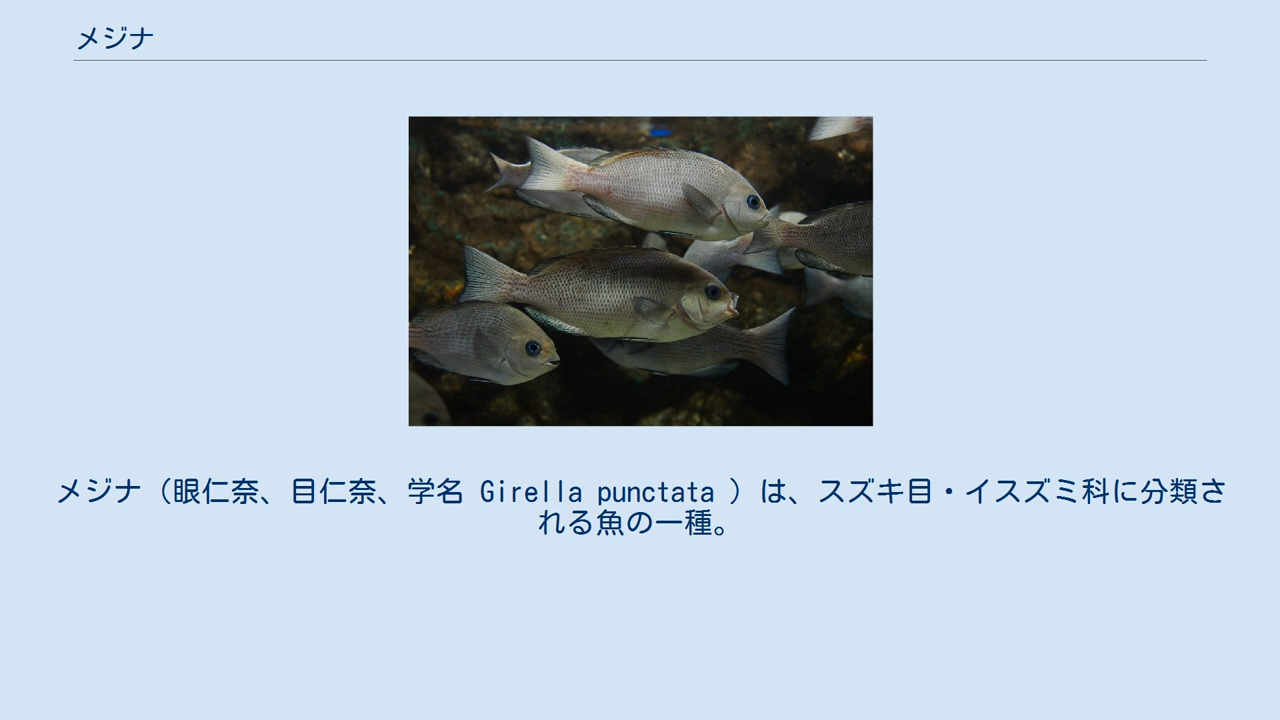 メジナ
メジナ（眼仁奈、目仁奈、学名 Girella punctata ）は、スズキ目・イスズミ科に分類さ
れる魚の一種。